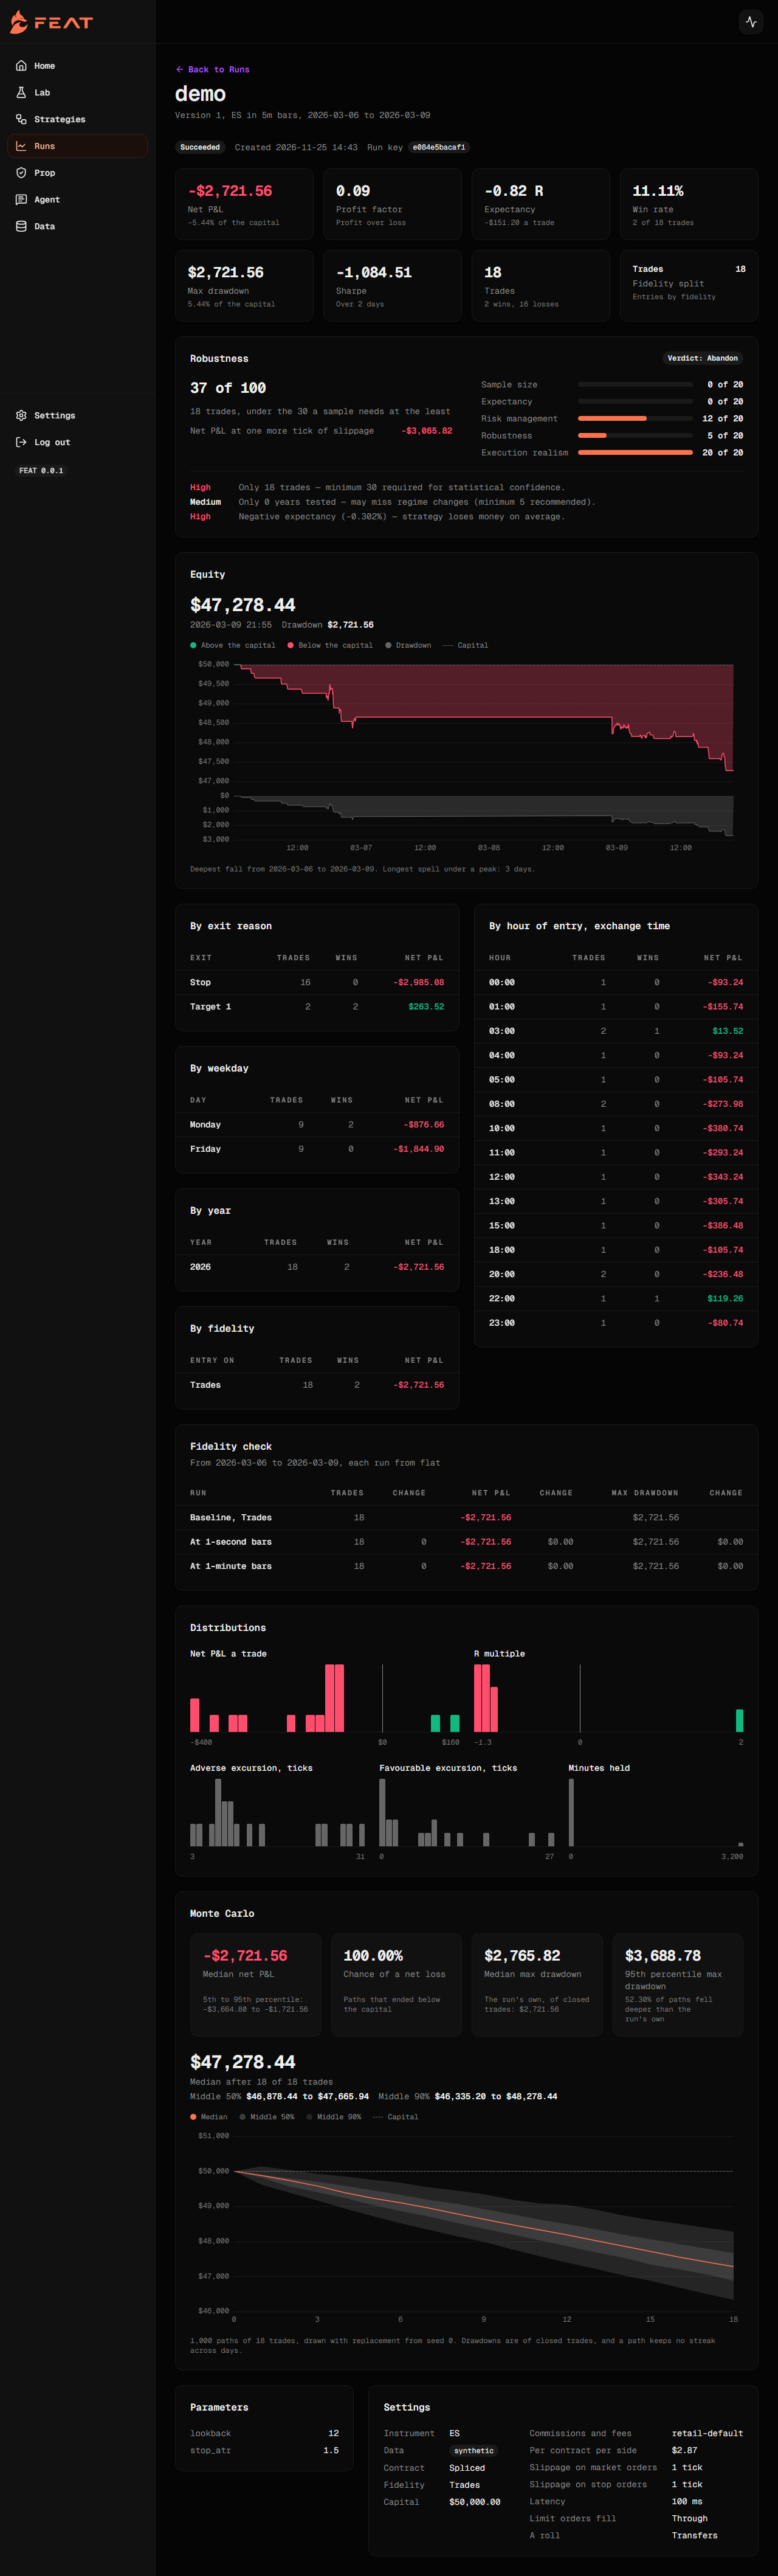 FEAT
Home
Lab
Strategies
Runs
Prop
Agent
Data
Settings
Log out
FEAT 0.0.1
← Back to Runs
demo
Version 1, ES in 5m bars, 2026-03-06 to 2026-03-09
Succeeded Created 2026-11-25 14:43 Run key e084e5bacaf1
-$2,721.56
Net P&L
-5.44% of the capital
0.09
Profit factor
Profit over loss
-0.82 R
Expectancy
-$151.20 a trade
11.11%
Win rate
2 of 18 trades
$2,721.56
Max drawdown
5.44% of the capital
-1,084.51
Sharpe
Over 2 days
18
Trades
2 wins, 16 losses
Trades 18
Fidelity split
Entries by fidelity
Robustness
Verdict: Abandon
37 of 100
18 trades, under the 30 a sample needs at the least
Net P&L at one more tick of slippage -$3,065.82
Sample size 0 of 20
Expectancy 0 of 20
Risk management 12 of 20
Robustness 5 of 20
Execution realism 20 of 20
High Only 18 trades — minimum 30 required for statistical confidence.
Medium Only 0 years tested — may miss regime changes (minimum 5 recommended).
High Negative expectancy (-0.302%) — strategy loses money on average.
Equity
$47,278.44
2026-03-09 21:55 Drawdown $2,721.56
Above the capital Below the capital Drawdown Capital
$50,000
$49,500
$49,000
$48,500
$48,000
$47,500
$47,000
$0
$1,000
$2,000
$3,000
12:00 03-07 12:00 03-08 12:00 03-09 12:00
Deepest fall from 2026-03-06 to 2026-03-09. Longest spell under a peak: 3 days.
By exit reason
EXIT TRADES WINS NET P&L
Stop 16 0 -$2,985.08
Target 1 2 2 $263.52
By weekday
DAY TRADES WINS NET P&L
Monday 9 2 -$876.66
Friday 9 0 -$1,844.90
By year
YEAR TRADES WINS NET P&L
2026 18 2 -$2,721.56
By fidelity
ENTRY ON TRADES WINS NET P&L
Trades 18 2 -$2,721.56
By hour of entry, exchange time
HOUR TRADES WINS NET P&L
00:00 1 0 -$93.24
01:00 1 0 -$155.74
03:00 2 1 $13.52
04:00 1 0 -$93.24
05:00 1 0 -$105.74
08:00 2 0 -$273.98
10:00 1 0 -$380.74
11:00 1 0 -$293.24
12:00 1 0 -$343.24
13:00 1 0 -$305.74
15:00 1 0 -$386.48
18:00 1 0 -$105.74
20:00 2 0 -$236.48
22:00 1 1 $119.26
23:00 1 0 -$80.74
Fidelity check
From 2026-03-06 to 2026-03-09, each run from flat
RUN TRADES CHANGE NET P&L CHANGE MAX DRAWDOWN CHANGE
Baseline, Trades 18 -$2,721.56 $2,721.56
At 1-second bars 18 0 -$2,721.56 $0.00 $2,721.56 $0.00
At 1-minute bars 18 0 -$2,721.56 $0.00 $2,721.56 $0.00
Distributions
Net P&L a trade
-$400 $0 $160
R multiple
-1.3 0 2
Adverse excursion, ticks
3 31
Favourable excursion, ticks
0 27
Minutes held
0 3,200
Monte Carlo
-$2,721.56
Median net P&L
5th to 95th percentile:
-$3,664.80 to -$1,721.56
100.00%
Chance of a net loss
Paths that ended below
the capital
$2,765.82
Median max drawdown
The run's own, of closed
trades: $2,721.56
$3,688.78
95th percentile max
drawdown
52.30% of paths fell
deeper than the
run's own
$47,278.44
Median after 18 of 18 trades
Middle 50% $46,878.44 to $47,665.94 Middle 90% $46,335.20 to $48,278.44
Median Middle 50% Middle 90% Capital
$51,000
$50,000
$49,000
$48,000
$47,000
$46,000
0 3 6 9 12 15 18
1,000 paths of 18 trades, drawn with replacement from seed 0. Drawdowns are of closed trades, and a path keeps no streak
across days.
Parameters
lookback 12
stop_atr 1.5
Settings
Instrument ES
Data synthetic
Contract Spliced
Fidelity Trades
Capital $50,000.00
Commissions and fees retail-default
Per contract per side $2.87
Slippage on market orders 1 tick
Slippage on stop orders 1 tick
Latency 100 ms
Limit orders fill Through
A roll Transfers